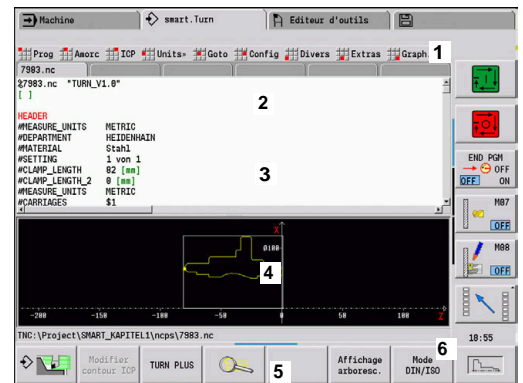 Machine
smart.Turn
Editeur d'outils
Prog Amorc ICP Units» Goto Config Divers Extras Graph. 1
7983.nc
%7983.nc "TURN_V1.0"
[ ]
2
HEADER
#MEASURE_UNITS METRIC
#DEPARTMENT HEIDENHAIN
#MATERIAL Stahl
#SETTING 1 von 1
#CLAMP_LENGTH 82 [mm]
3
#CLAMP_LENGTH_2 0 [mm]
#MEASURE_UNITS METRIC
#CARRIAGES $1
END PGM
OFF
OFF ON
M07
OFF
M08
OFF
X
Ø100
4
-200 -150 -100 -50 0 50 100 Z
TNC:\Project\SMART_KAPITEL1\ncps\7983.nc
18:55
Modifier contour ICP
TURN PLUS
5
Affichage arboresc.
6
Mode DIN/ISO